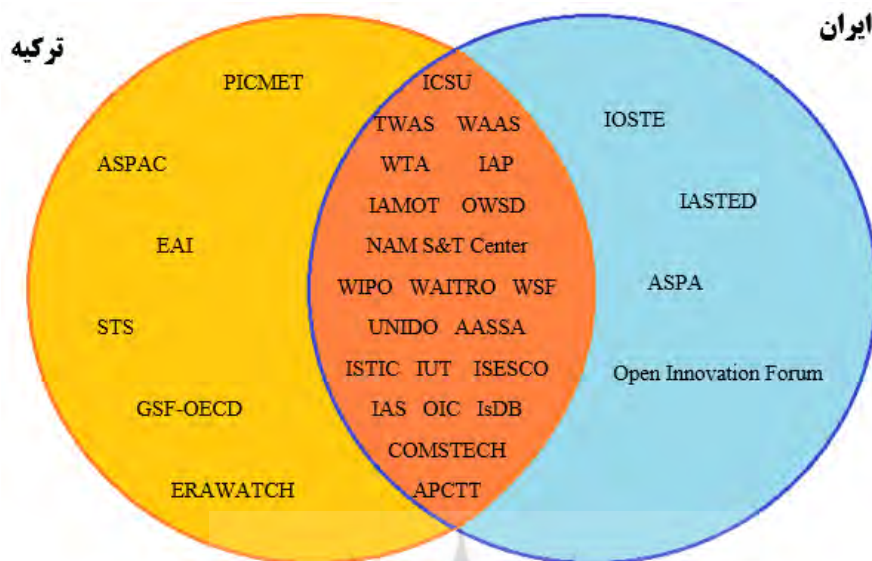 ایران
ترکیه
PICMET
ICSU
TWAS WAAS
IOSTE
ASPAC
WTA IAP
IAMOT OWSD
IASTED
EAI
NAM S&T Center
WIPO WAITRO WSF
ASPA
STS
UNIDO AASSA
ISTIC IUT ISESCO
Open Innovation Forum
GSF-OECD
IAS OIC IsDB
COMSTECH
ERAWATCH
APCTT